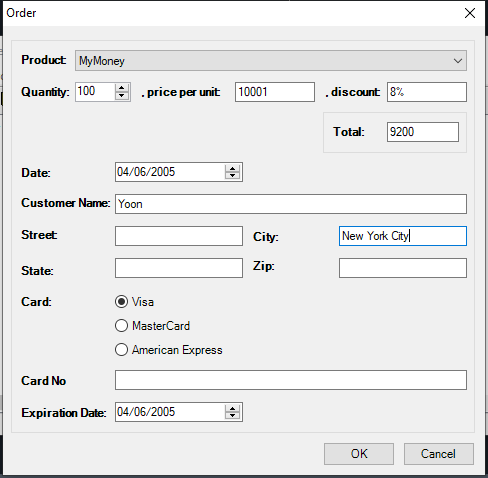 Order
Product: MyMoney
Quantity: 100 , price per unit: 10001 , discount: 8%
Total: 9200
Date: 04/06/2005
Customer Name: Yoon
Street: City: New York City
State: Zip:
Card: Visa
MasterCard
American Express
Card No
Expiration Date: 04/06/2005
OK Cancel